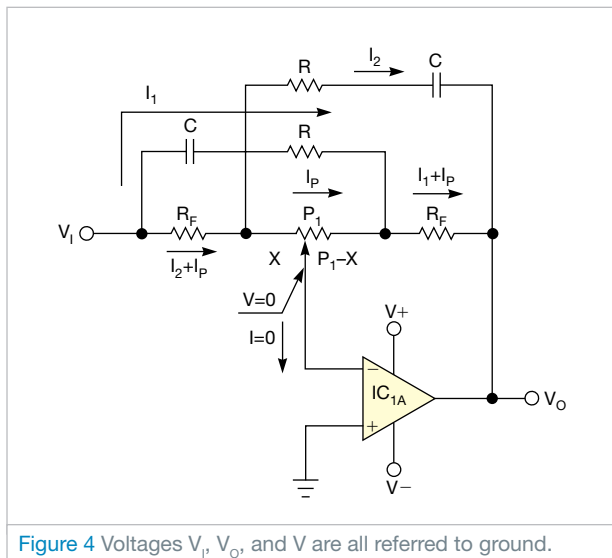 R
I2
C
I1
C
R
IP
I1+IP
VI
RF
P1
RF
I2+IP
X
P1–X
V=0
I=0
V+
–
IC1A
+
VO
V–
Figure 4 Voltages VI, VO, and V are all referred to ground.